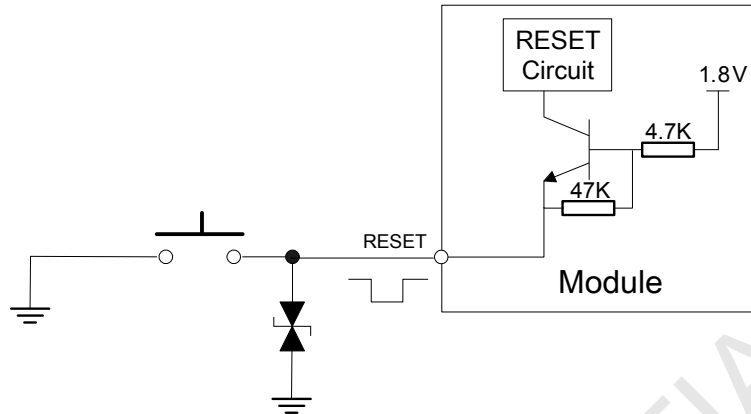 RESET
Circuit
1.8V
4.7K
47K
RESET
Module